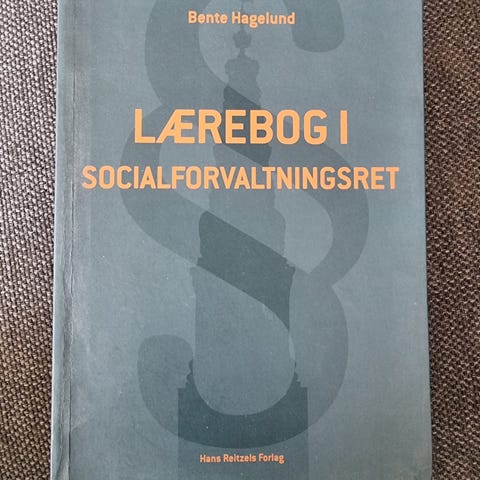 Bente Hagelund
LÆREBOG I
SOCIALFORVALTNINGSRET
Hans Reitzels Forlag